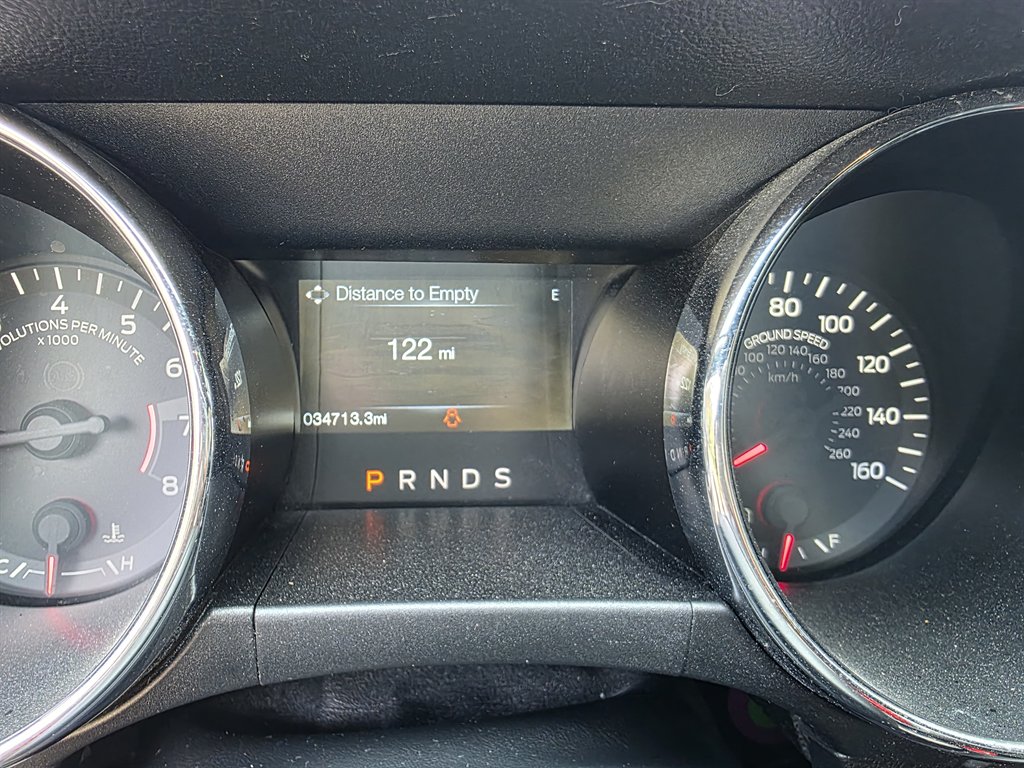 4
5
6
7
8
OLUTIONS PER MINUTE
x1000
C
H
Distance to Empty
E
122 mi
034713.3mi
P R N D S
80
100
120
140
160
GROUND SPEED
100 120 140 160 180 200 220 240 260
km/h
F